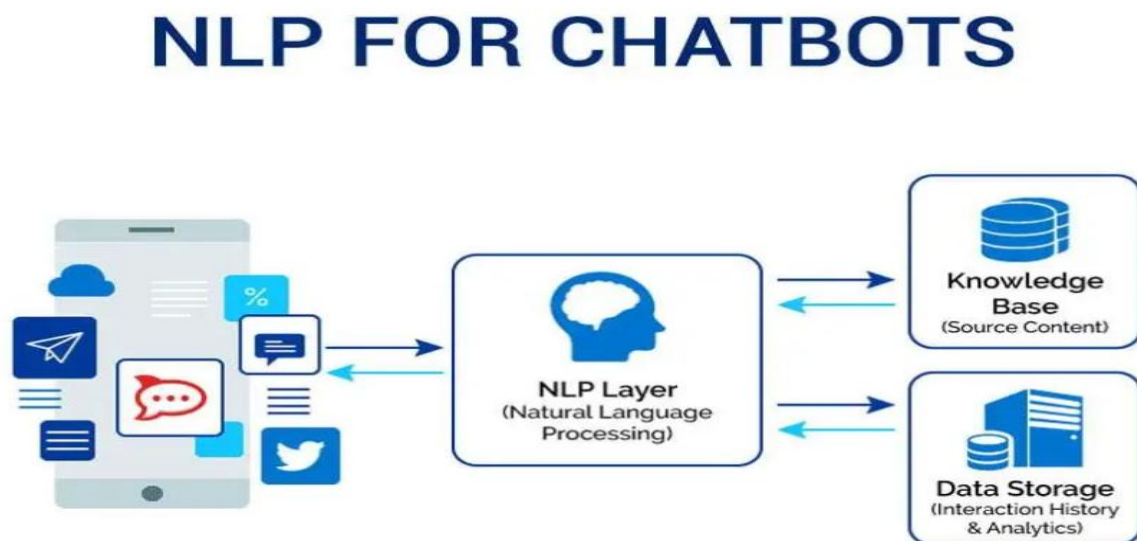 NLP FOR CHATBOTS
%
NLP Layer
(Natural Language
Processing)
Knowledge
Base
(Source Content)
Data Storage
(Interaction History
& Analytics)